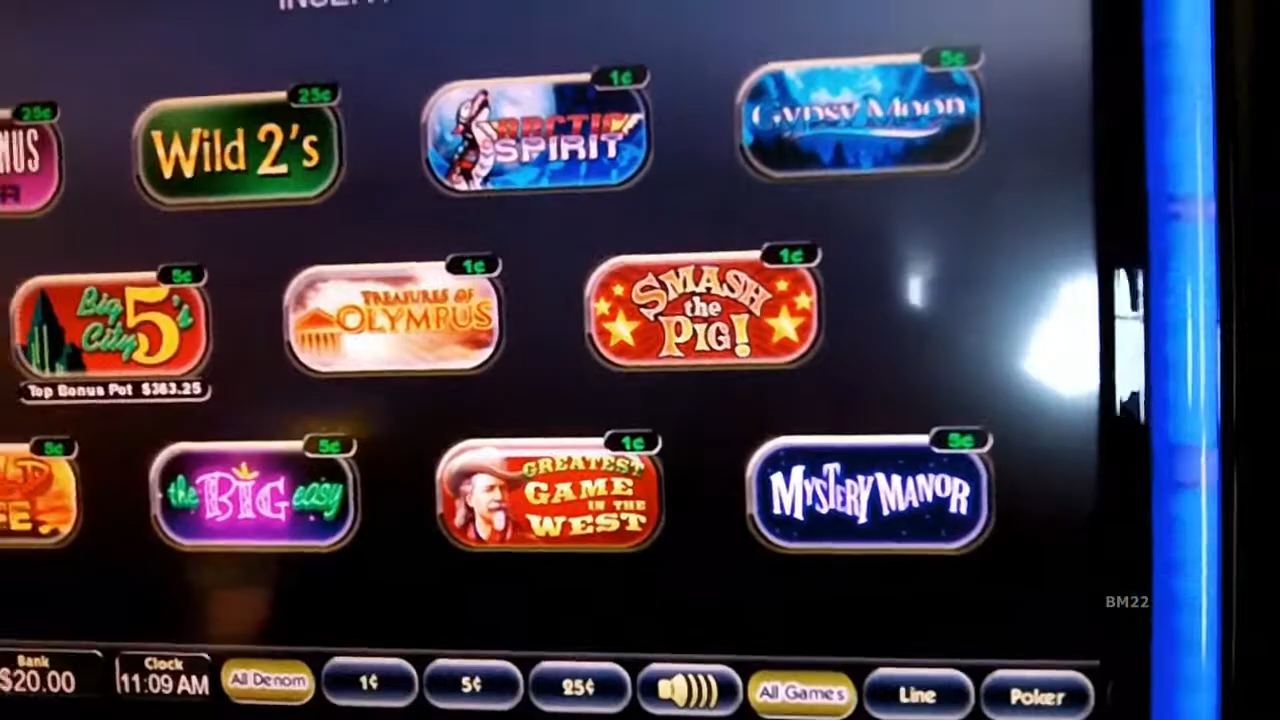 25¢
25¢
1¢
5¢
Wild 2's
ARCTIC
SPIRIT
Gypsy Moon
5¢
1¢
1¢
Big
City
5's
TREASURES OF
OLYMPUS
SMASH
the
PIG!
Top Bonus Pot $363.25
5¢
5¢
1¢
5¢
the BIG easy
GREATEST
GAME
IN THE
WEST
MYSTERY MANOR
BM22
Bank
$20.00
Clock
11:09 AM
All Denom
1¢
5¢
25¢
All Games
Line
Poker